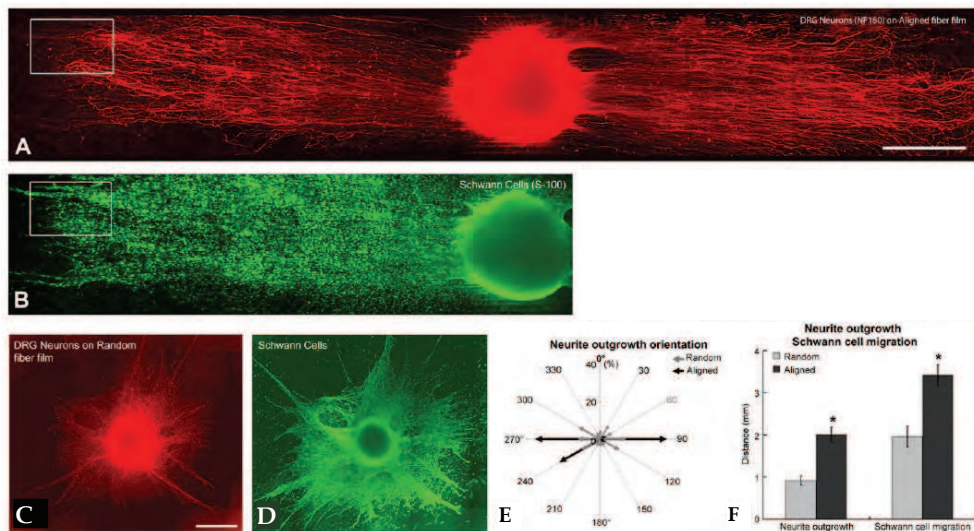 DRG Neurons (NF160) on Aligned fiber film
A
Schwann Cells (S-100)
B
DRG Neurons on Random
fiber film
C
Schwann Cells
D
Neurite outgrowth orientation
0°
40 (%)
Random
Aligned
330
30
300
20
60
270°
0
90
240
120
210
150
180°
E
Neurite outgrowth
Schwann cell migration
Random
Aligned
Distance (mm)
4
3
2
1
0
*
*
Neurite outgrowth
Schwann cell migration
F